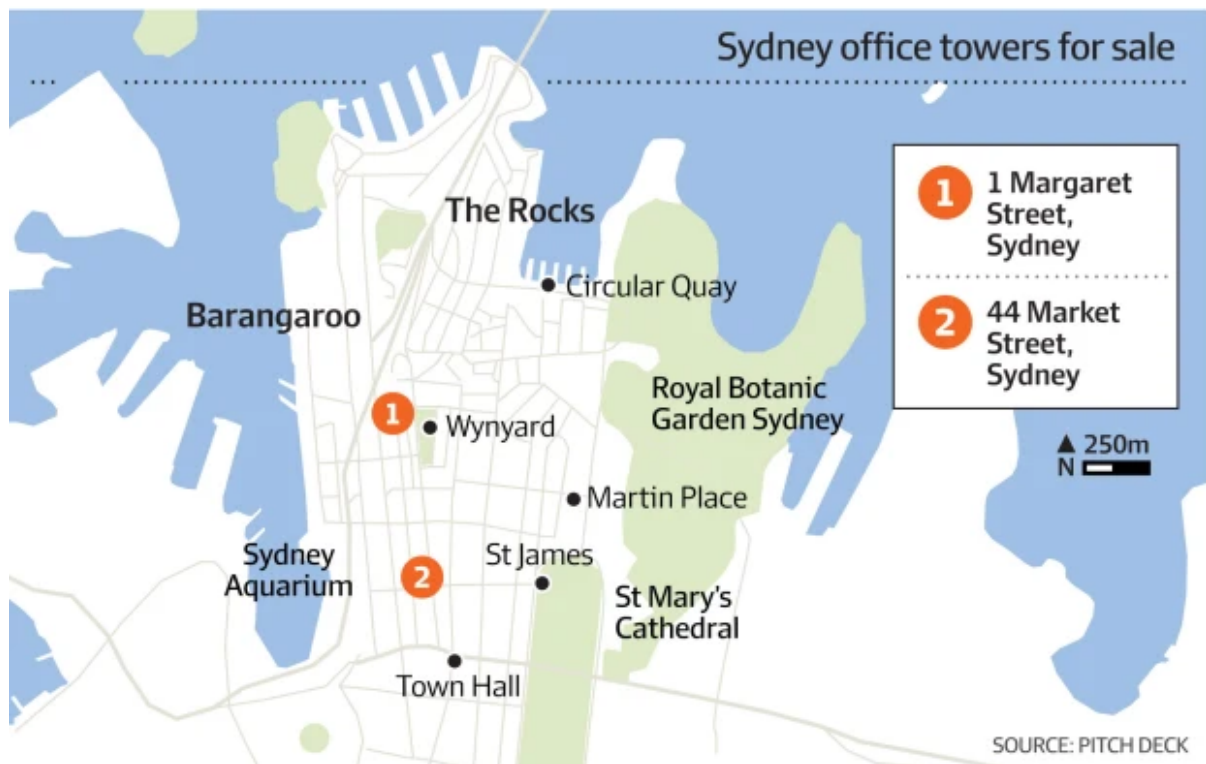 Sydney office towers for sale
1
1 Margaret
Street,
Sydney
2
44 Market
Street,
Sydney
250m
N
The Rocks
Circular Quay
Barangaroo
Royal Botanic
Garden Sydney
1
Wynyard
Martin Place
St James
Sydney
Aquarium
2
St Mary's
Cathedral
Town Hall
SOURCE: PITCH DECK